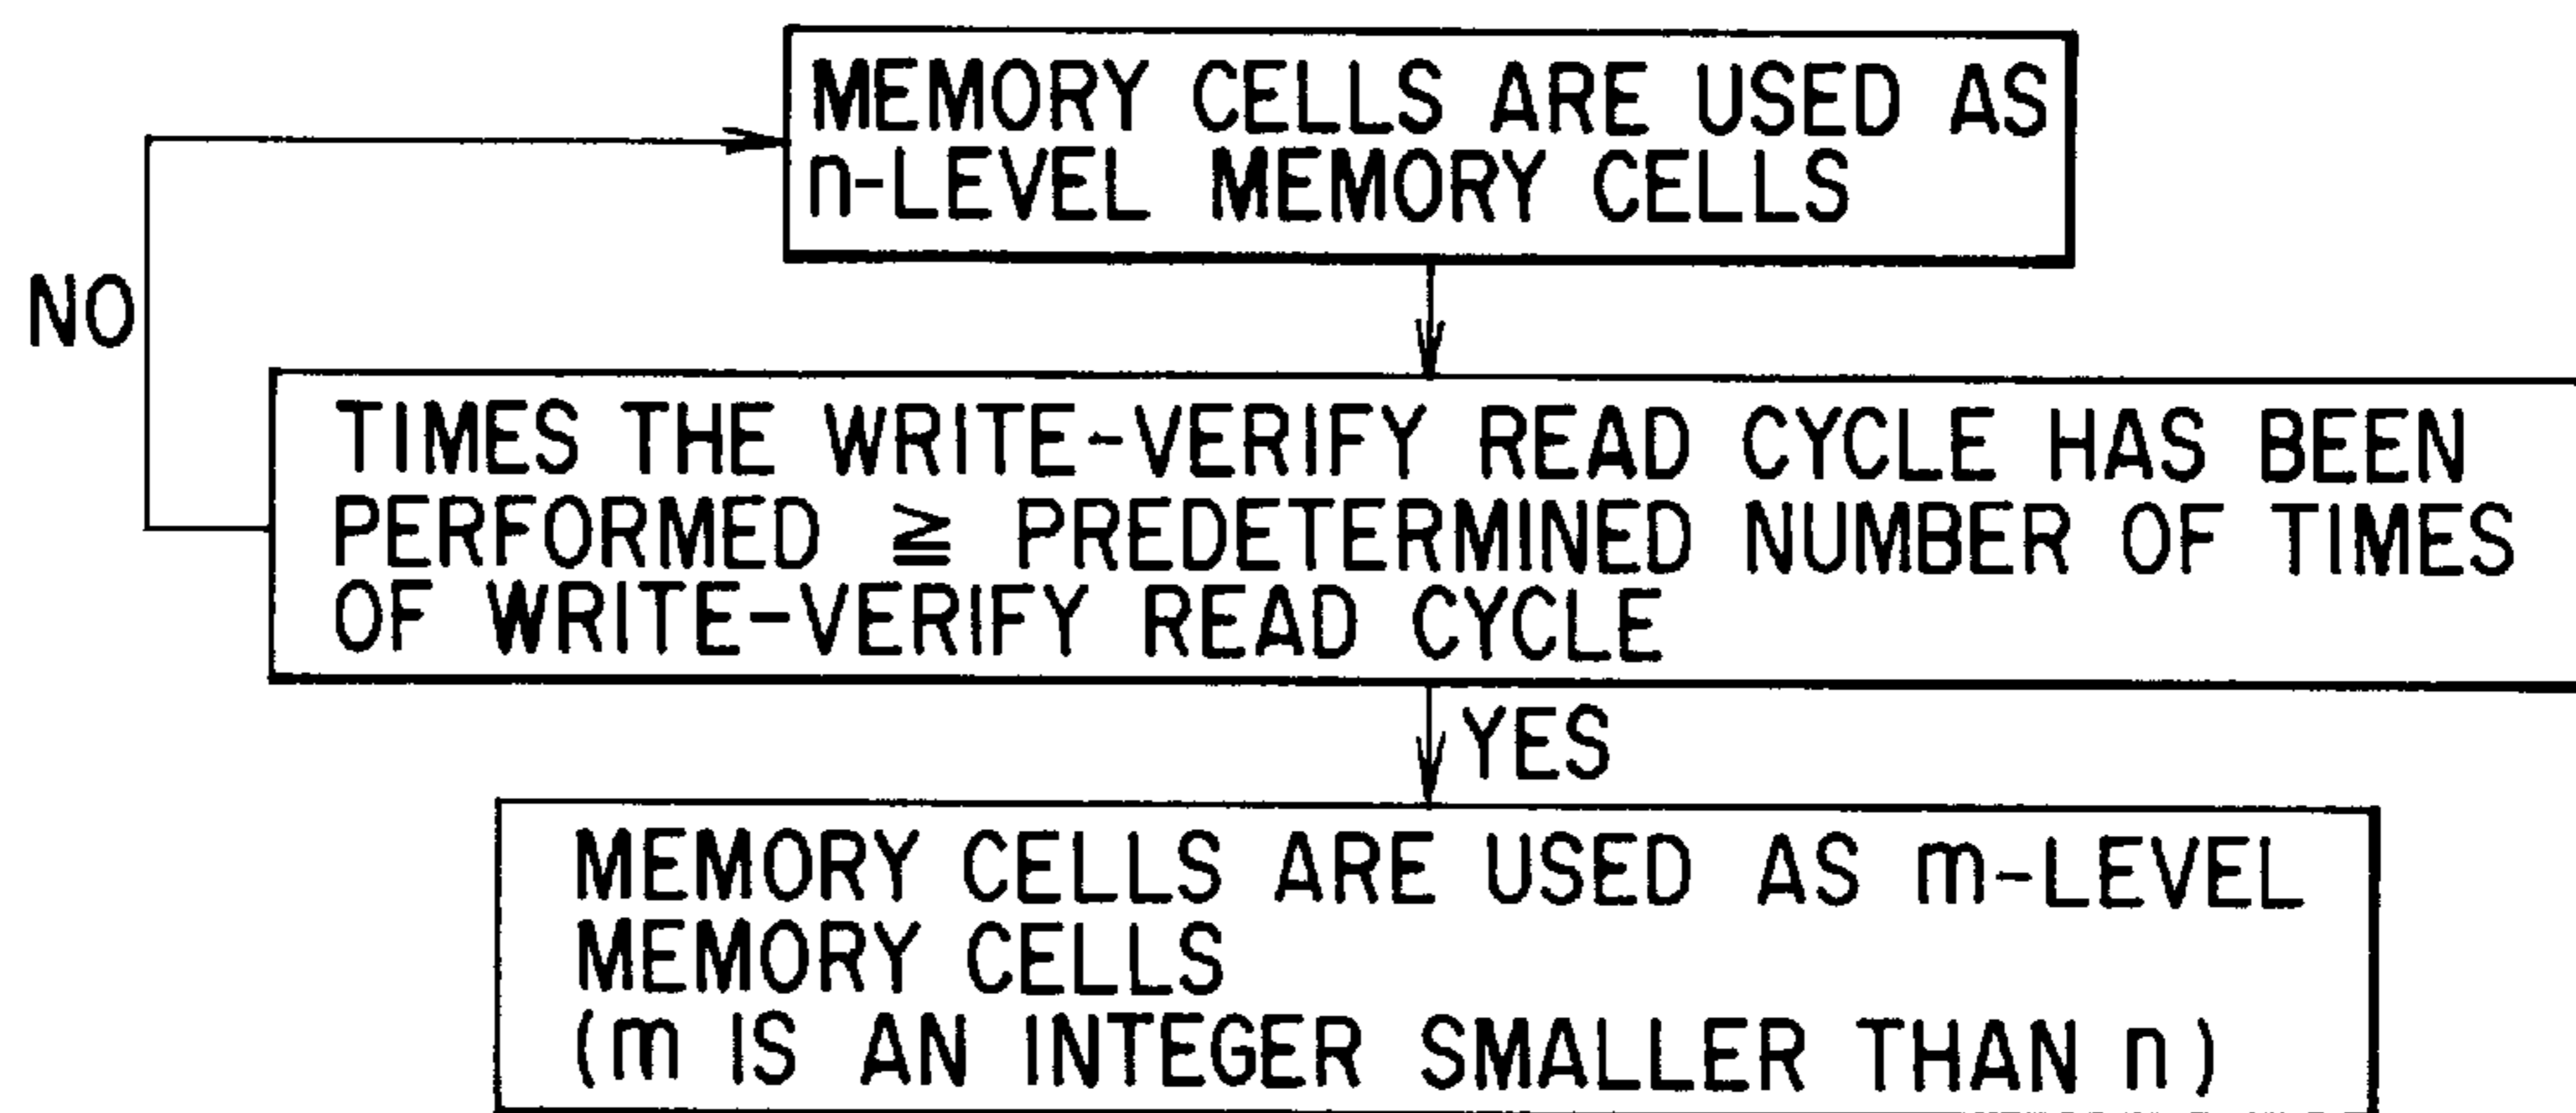 MEMORY CELLS ARE USED AS
n-LEVEL MEMORY CELLS
NO
TIMES THE WRITE-VERIFY READ CYCLE HAS BEEN
PERFORMED ≧ PREDETERMINED NUMBER OF TIMES
OF WRITE-VERIFY READ CYCLE
YES
MEMORY CELLS ARE USED AS m-LEVEL
MEMORY CELLS
(m IS AN INTEGER SMALLER THAN n)